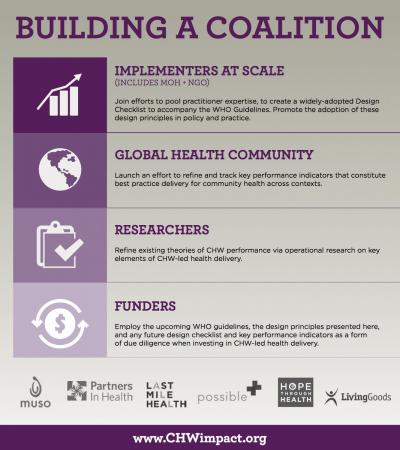 BUILDING A COALITION
IMPLEMENTERS AT SCALE
(INCLUDES MOH + NGO)
Join efforts to pool practitioner expertise, to create a widely-adopted Design
Checklist to accompany the WHO Guidelines. Promote the adoption of these
design principles in policy and practice.
GLOBAL HEALTH COMMUNITY
Launch an effort to refine and track key performance indicators that constitute
best practice delivery for community health across contexts.
RESEARCHERS
Refine existing theories of CHW performance via operational research on key
elements of CHW-led health delivery.
$
FUNDERS
Employ the upcoming WHO guidelines, the design principles presented here,
and any future design checklist and key performance indicators as a form
of due diligence when investing in CHW-led health delivery.
muso
Partners
In Health
LAST
MILE
HEALTH
possible
HOPE
THROUGH
HEALTH
LivingGoods
www.CHWimpact.org